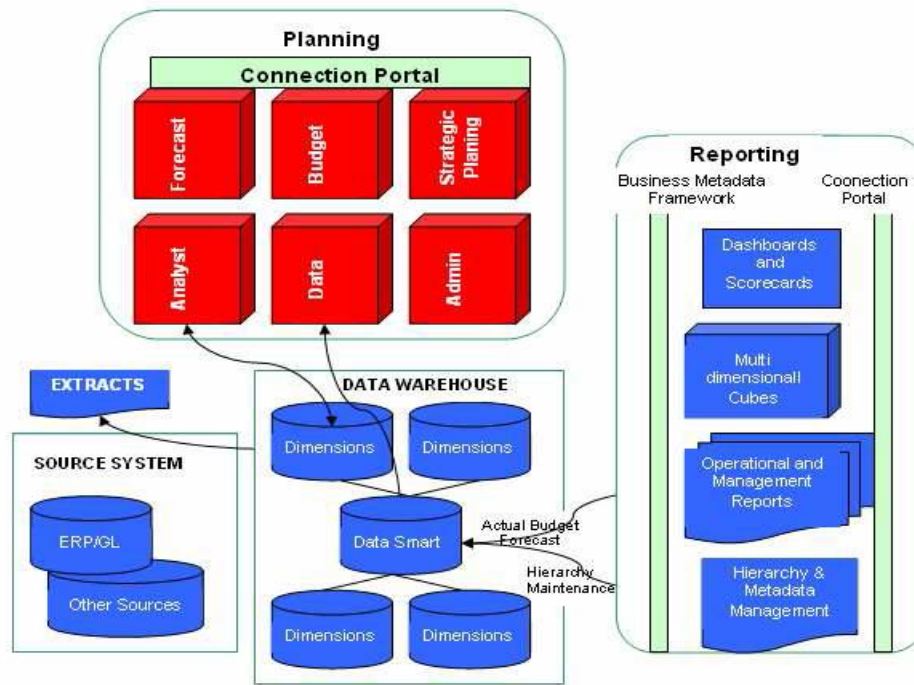 Planning
Connection Portal
Forecast
Budget
Strategic
Planing
Analyst
Data
Admin
Reporting
Business Metadata
Framework
Coonection
Portal
Dashboards
and
Scorecards
Multi
dimensionall
Cubes
Operational and
Management
Reports
Hierarchy &
Metadata
Management
EXTRACTS
SOURCE SYSTEM
ERP/GL
Other Sources
DATA WAREHOUSE
Dimensions
Dimensions
Data Smart
Dimensions
Dimensions
Actual Budget
Forecast
Hierarchy
Maintenance